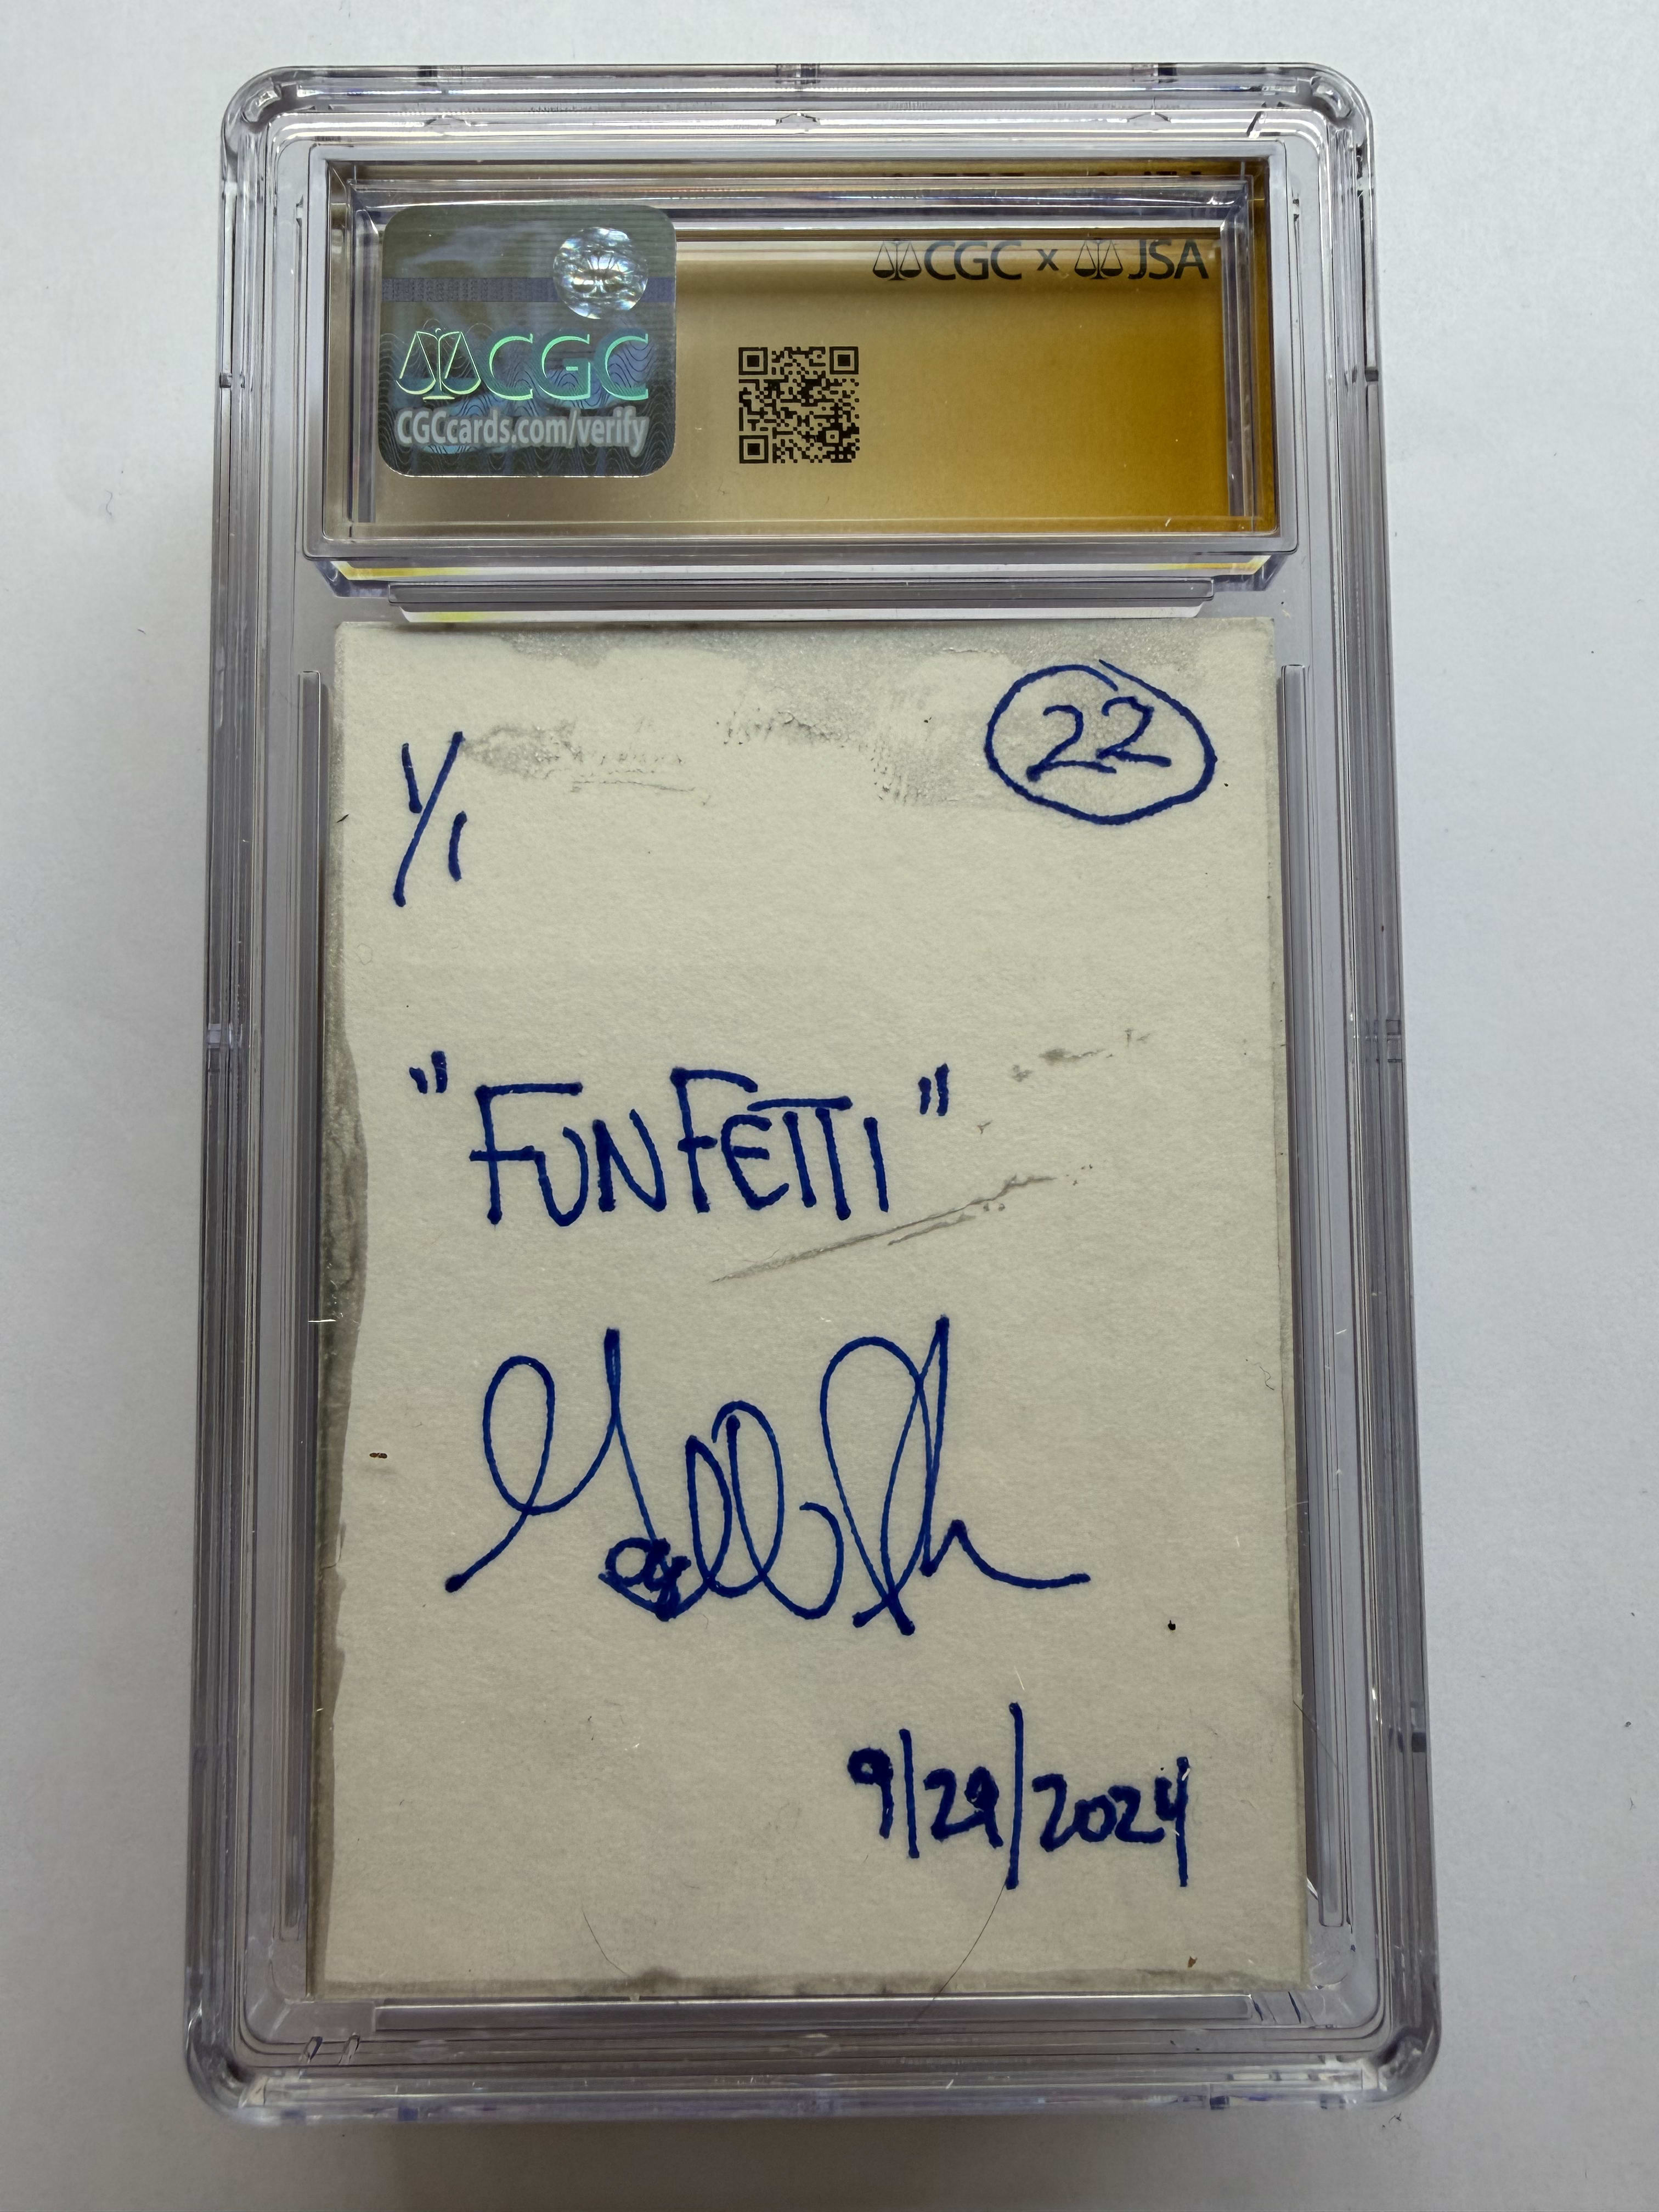 CGC x JSA
CGC
CGCcards.com/verify
22
1/1
"FUNFETTI"
9/29/2024